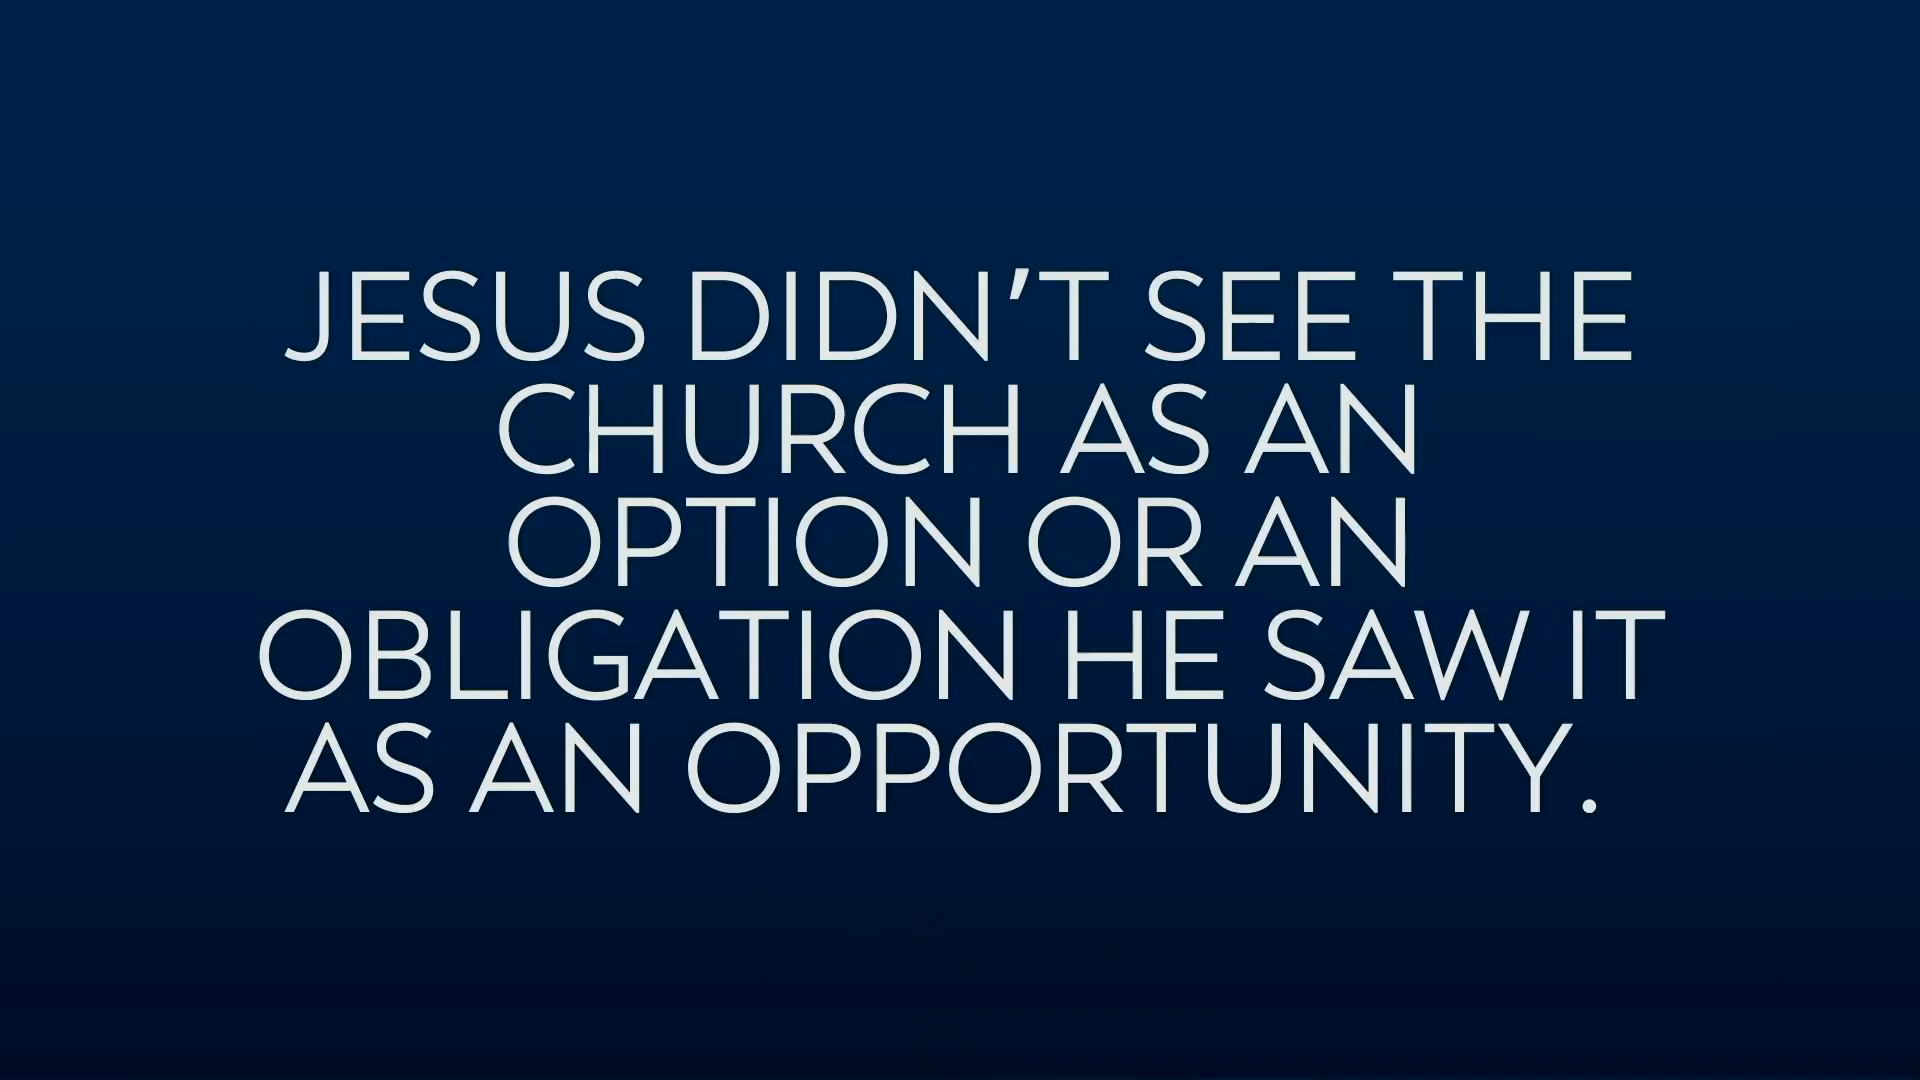 JESUS DIDN'T SEE THE
CHURCH AS AN
OPTION OR AN
OBLIGATION HE SAW IT
AS AN OPPORTUNITY.